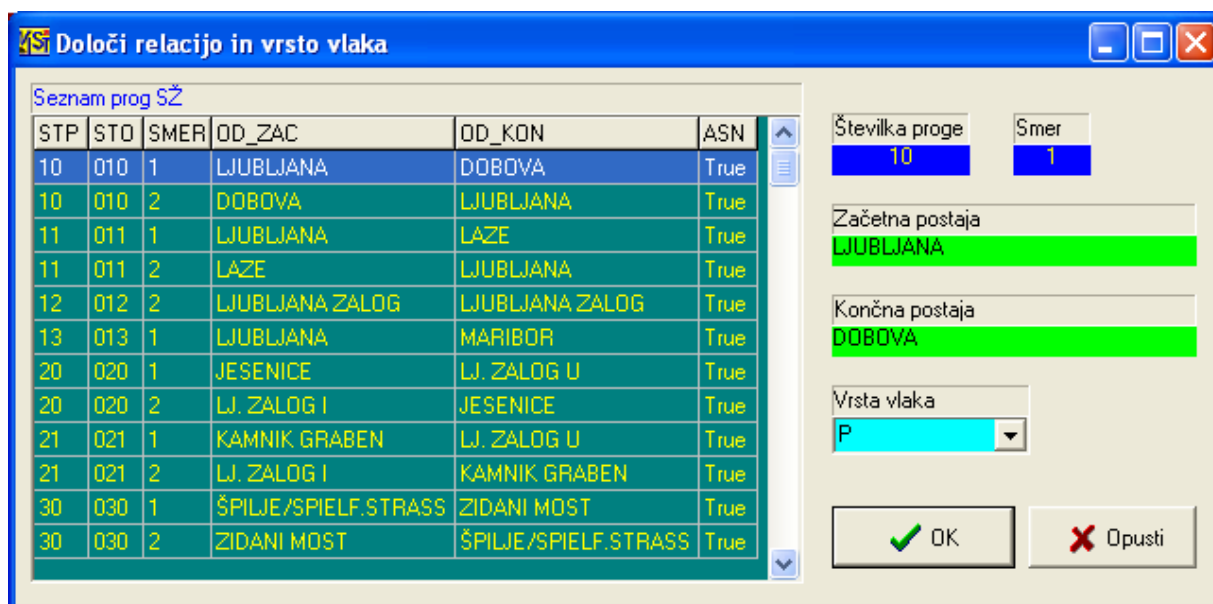 Določi relacijo in vrsto vlaka
Seznam prog SŽ
STP STO SMER OD_ZAC OD_KON ASN
10 010 1 LJUBLJANA DOBOVA True
10 010 2 DOBOVA LJUBLJANA True
11 011 1 LJUBLJANA LAZE True
11 011 2 LAZE LJUBLJANA True
12 012 2 LJUBLJANA ZALOG LJUBLJANA ZALOG True
13 013 1 LJUBLJANA MARIBOR True
20 020 1 JESENICE LJ. ZALOG U True
20 020 2 LJ. ZALOG I JESENICE True
21 021 1 KAMNIK GRABEN LJ. ZALOG U True
21 021 2 LJ. ZALOG I KAMNIK GRABEN True
30 030 1 ŠPILJE/SPIELF.STRASS ZIDANI MOST True
30 030 2 ZIDANI MOST ŠPILJE/SPIELF.STRASS True
Številka proge Smer
10 1
Začetna postaja
LJUBLJANA
Končna postaja
DOBOVA
Vrsta vlaka
P
OK Opusti